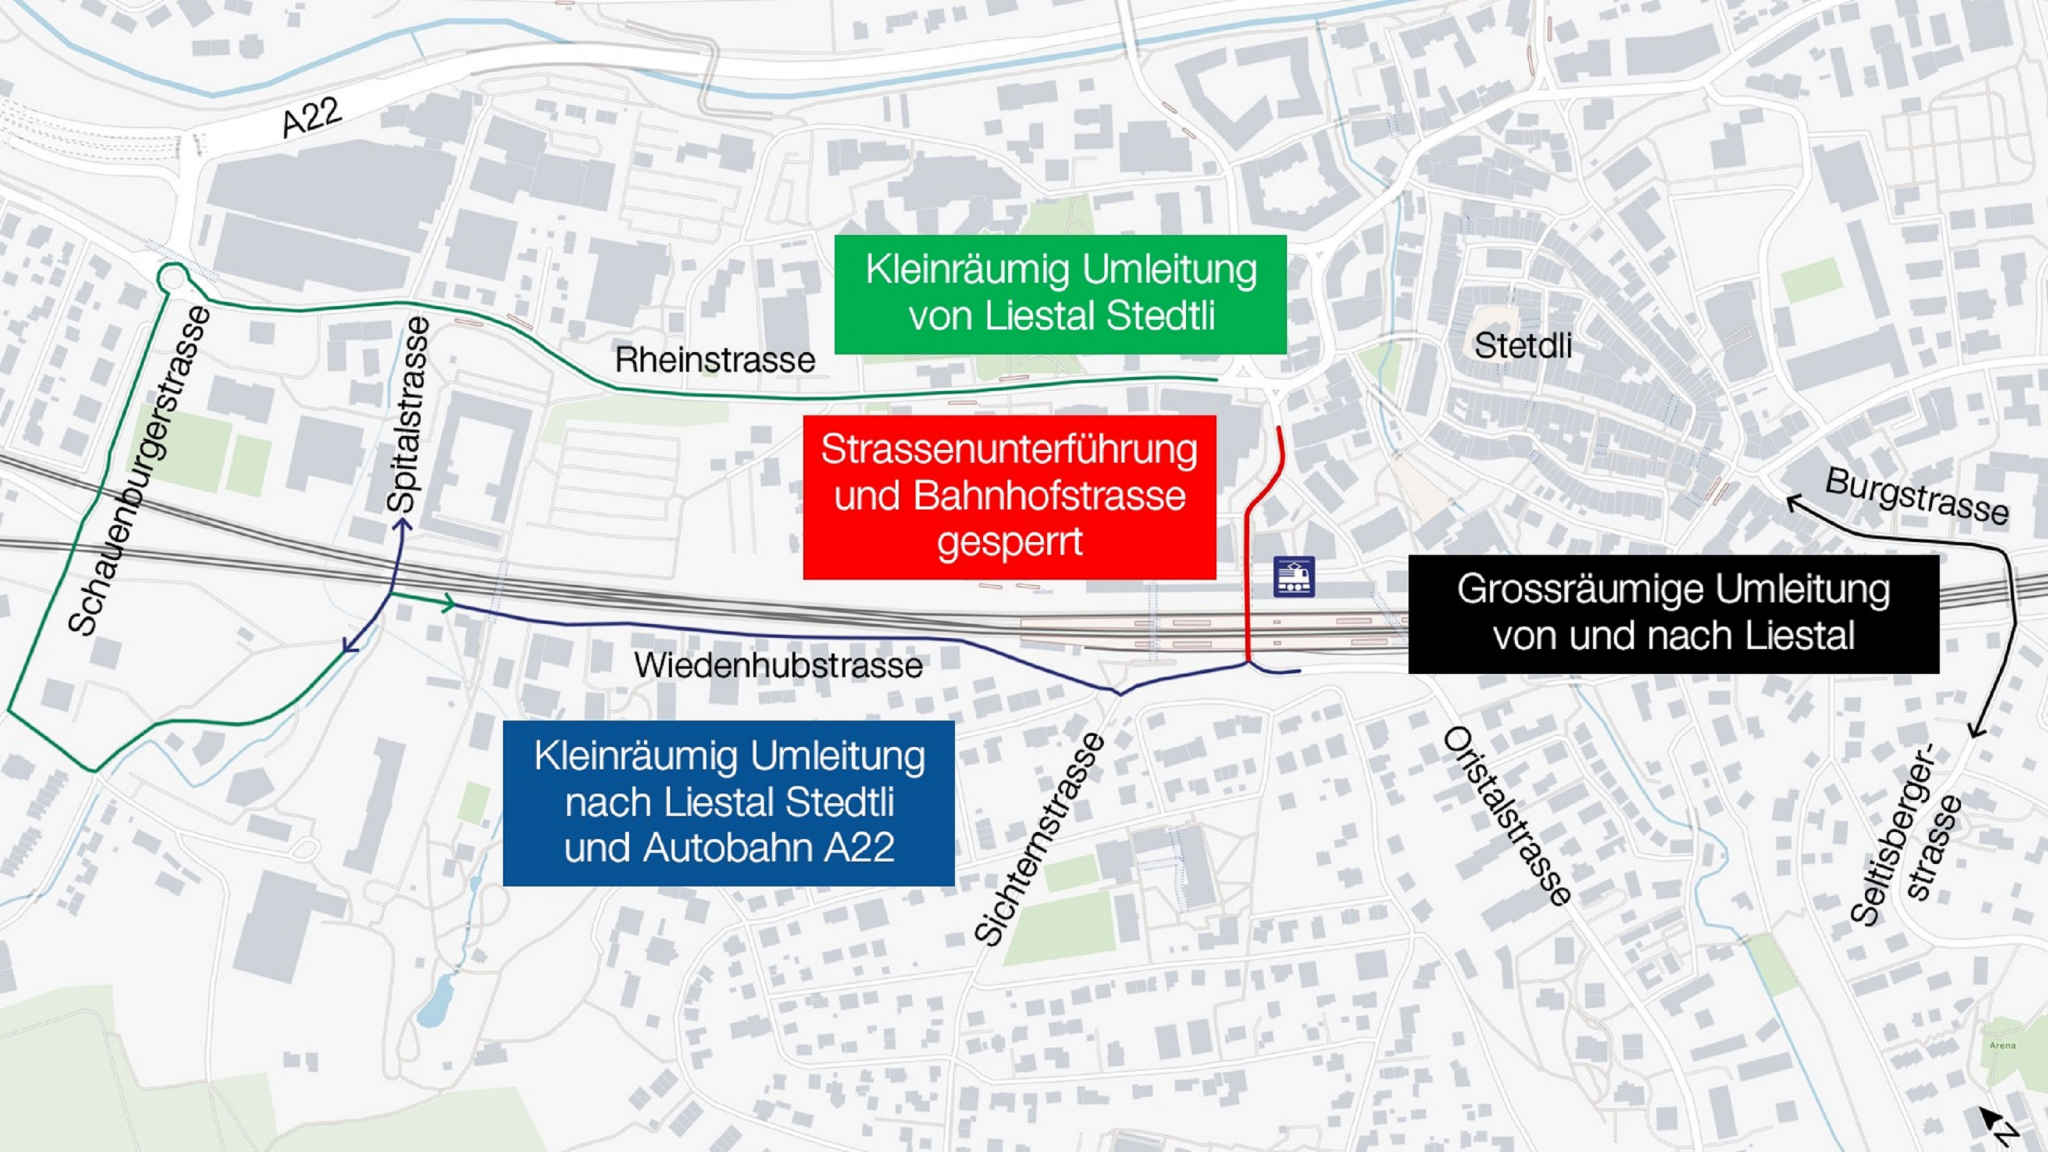 A22
Kleinräumig Umleitung
von Liestal Stedtli
Schauenburgerstrasse
Spitalstrasse
Rheinstrasse
Stetdli
Strassenunterführung
und Bahnhofstrasse
gesperrt
Burgstrasse
Grossräumige Umleitung
von und nach Liestal
Wiedenhubstrasse
Kleinräumig Umleitung
nach Liestal Stedtli
und Autobahn A22
Sichternstrasse
Oristalstrasse
Seltisberger-
strasse
Arena
N